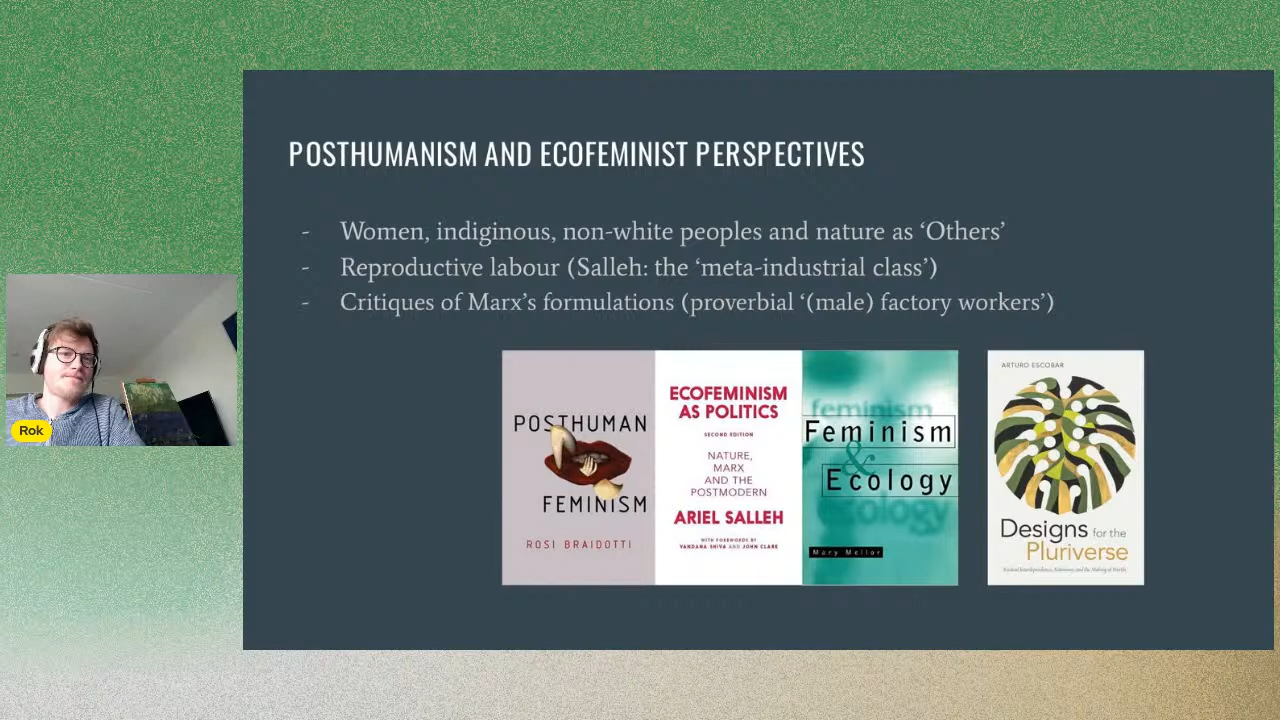 POSTHUMANISM AND ECOFEMINIST PERSPECTIVES
- Women, indiginous, non-white peoples and nature as ‘Others’
- Reproductive labour (Salleh: the ‘meta-industrial class’)
- Critiques of Marx’s formulations (proverbial ‘(male) factory workers’)
POSTHUMAN
FEMINISM
ROSI BRAIDOTTI
ECOFEMINISM
AS POLITICS
SECOND EDITION
NATURE,
MARX
AND THE
POSTMODERN
ARIEL SALLEH
WITH FOREWORDS BY
VANDANA SHIVA AND JOHN CLARK
feminism
Feminism
&
Ecology
ecology
Mary Mellor
ARTURO ESCOBAR
Designs for the
Pluriverse
Radical Interdependence, Autonomy, and the Making of Worlds
Rok